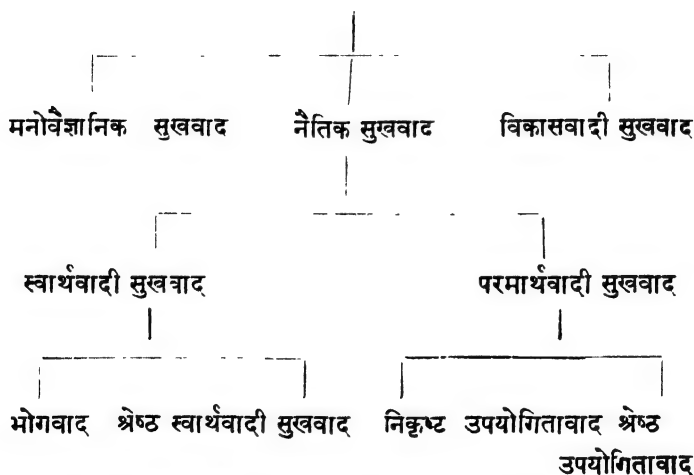 मनोवैज्ञानिक सुखवाद नैतिक सुखवाद विकासवादी सुखवाद
स्वार्थवादी सुखवाद परमार्थवादी सुखवाद
भोगवाद श्रेष्ठ स्वार्थवादी सुखवाद निकृष्ट उपयोगितावाद श्रेष्ठ
उपयोगितावाद